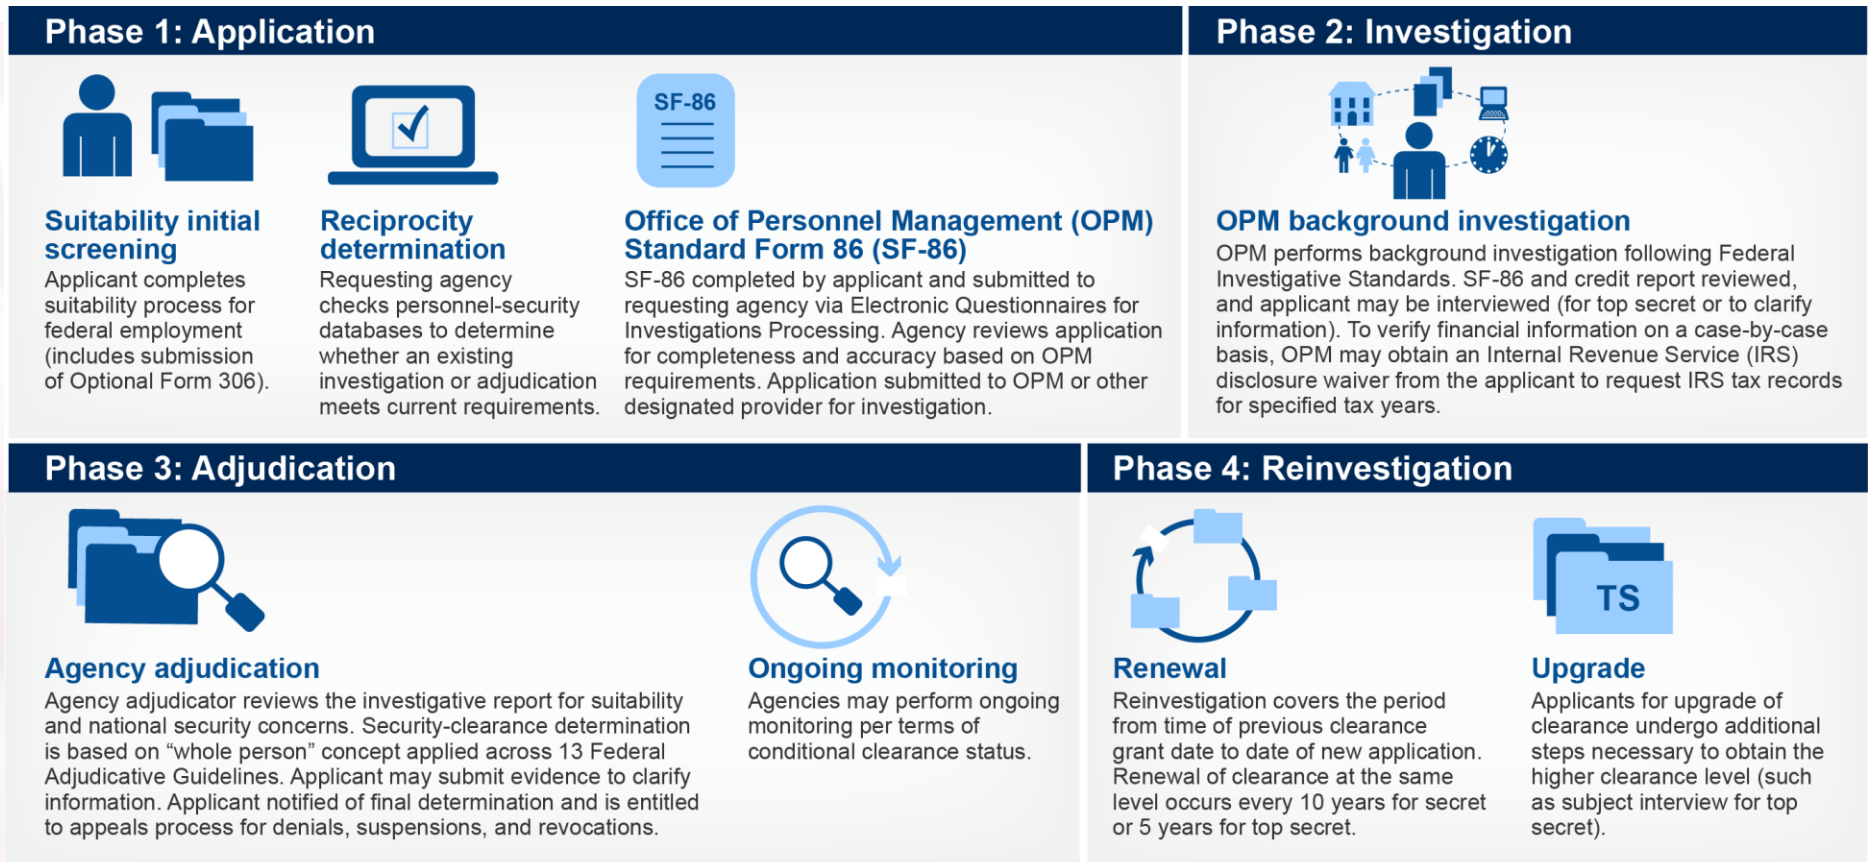 Phase 1: Application
SF-86
Suitability initial
screening
Applicant completes
suitability process for
federal employment
(includes submission
of Optional Form 306).
Reciprocity
determination
Requesting agency
checks personnel-security
databases to determine
whether an existing
investigation or adjudication
meets current requirements.
Office of Personnel Management (OPM)
Standard Form 86 (SF-86)
SF-86 completed by applicant and submitted to
requesting agency via Electronic Questionnaires for
Investigations Processing. Agency reviews application
for completeness and accuracy based on OPM
requirements. Application submitted to OPM or other
designated provider for investigation.
Phase 2: Investigation
OPM background investigation
OPM performs background investigation following Federal
Investigative Standards. SF-86 and credit report reviewed,
and applicant may be interviewed (for top secret or to clarify
information). To verify financial information on a case-by-case
basis, OPM may obtain an Internal Revenue Service (IRS)
disclosure waiver from the applicant to request IRS tax records
for specified tax years.
Phase 3: Adjudication
Agency adjudication
Agency adjudicator reviews the investigative report for suitability
and national security concerns. Security-clearance determination
is based on “whole person” concept applied across 13 Federal
Adjudicative Guidelines. Applicant may submit evidence to clarify
information. Applicant notified of final determination and is entitled
to appeals process for denials, suspensions, and revocations.
Ongoing monitoring
Agencies may perform ongoing
monitoring per terms of
conditional clearance status.
Phase 4: Reinvestigation
Renewal
Reinvestigation covers the period
from time of previous clearance
grant date to date of new application.
Renewal of clearance at the same
level occurs every 10 years for secret
or 5 years for top secret.
TS
Upgrade
Applicants for upgrade of
clearance undergo additional
steps necessary to obtain the
higher clearance level (such
as subject interview for top
secret).